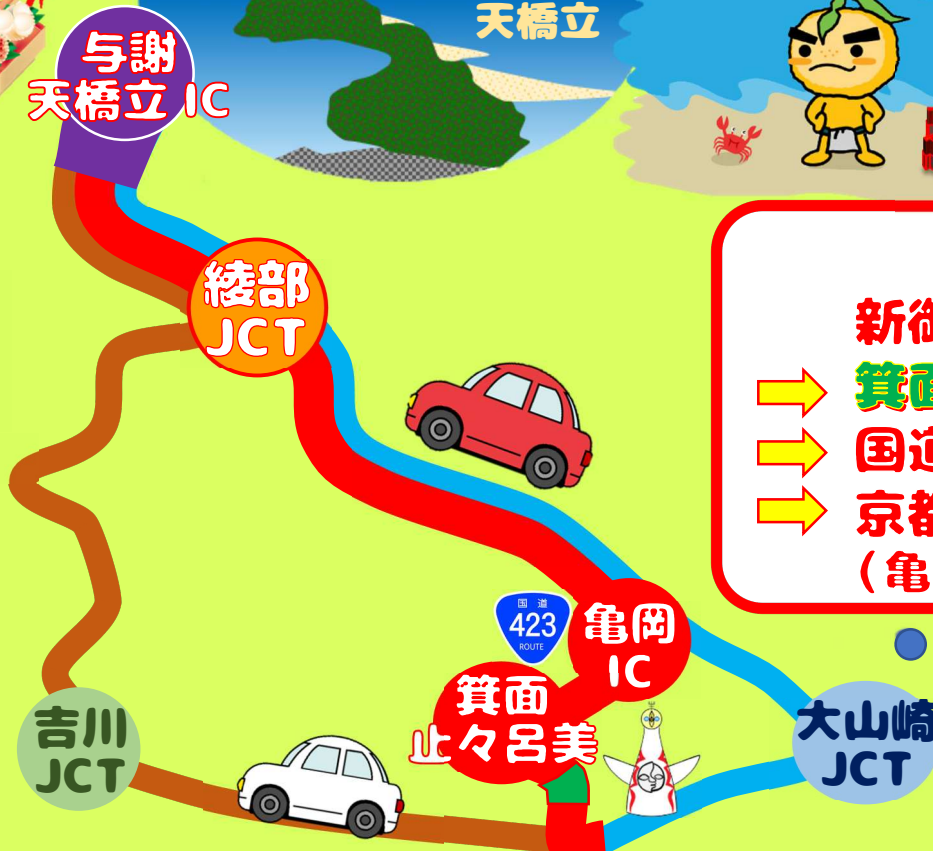 天橋立
与謝
天橋立 IC
綾部
JCT
新御
箕面
国道
京都
(亀
国 道
423
ROUTE
亀岡
IC
箕面
止々呂美
吉川
JCT
大山崎
JCT